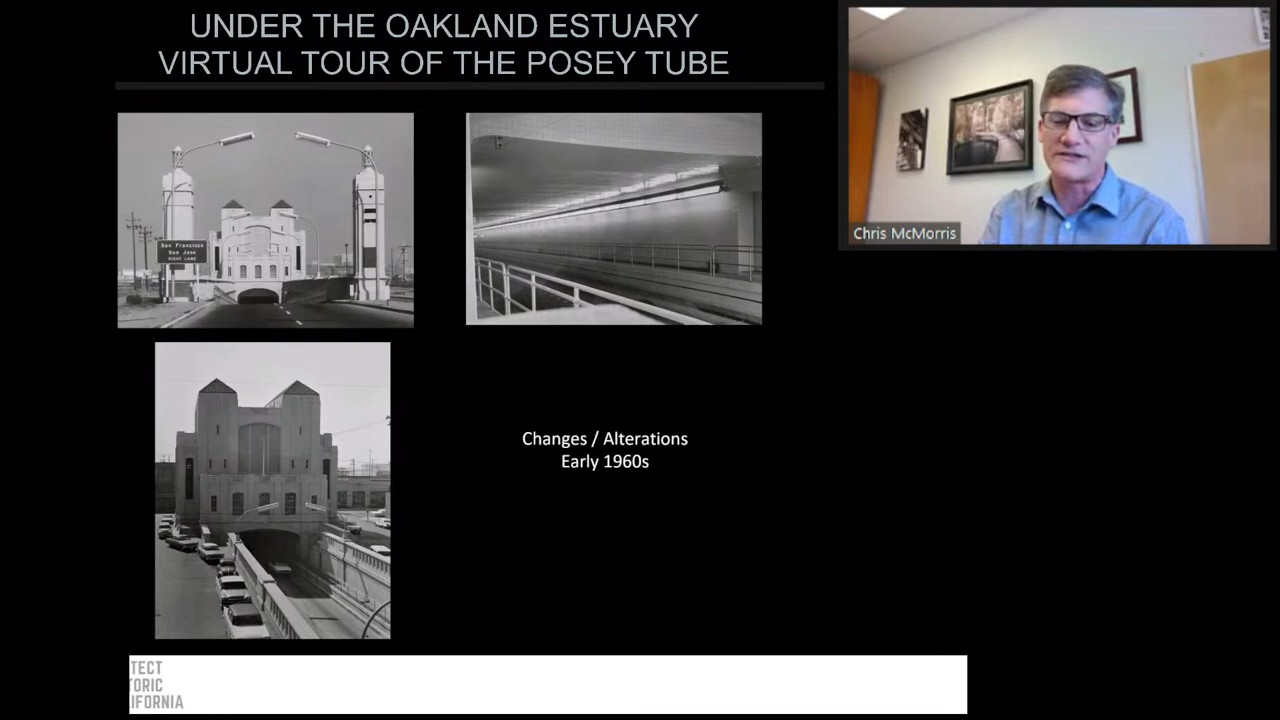 UNDER THE OAKLAND ESTUARY
VIRTUAL TOUR OF THE POSEY TUBE
Chris McMorris
San Francisco
San Jose
RIGHT LANE
Changes / Alterations
Early 1960s
TECT
TORIC
IFORNIA